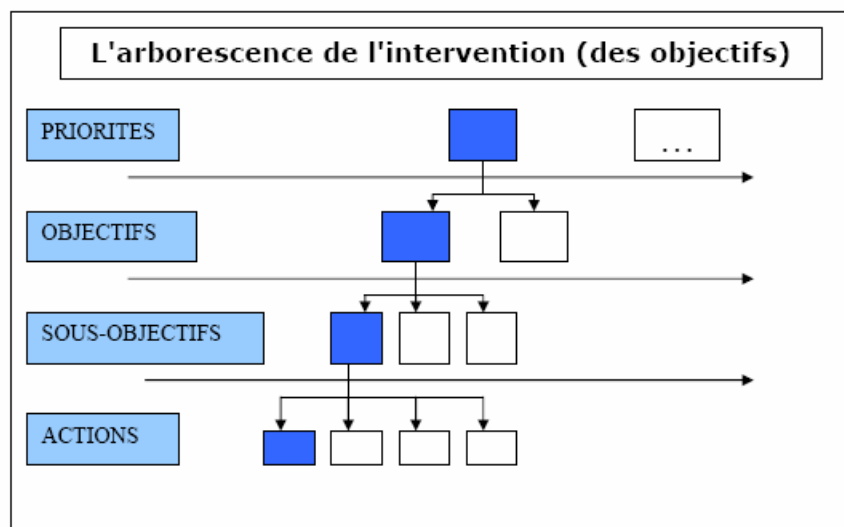 L'arborescence de l'intervention (des objectifs)
PRIORITES
...
OBJECTIFS
SOUS-OBJECTIFS
ACTIONS